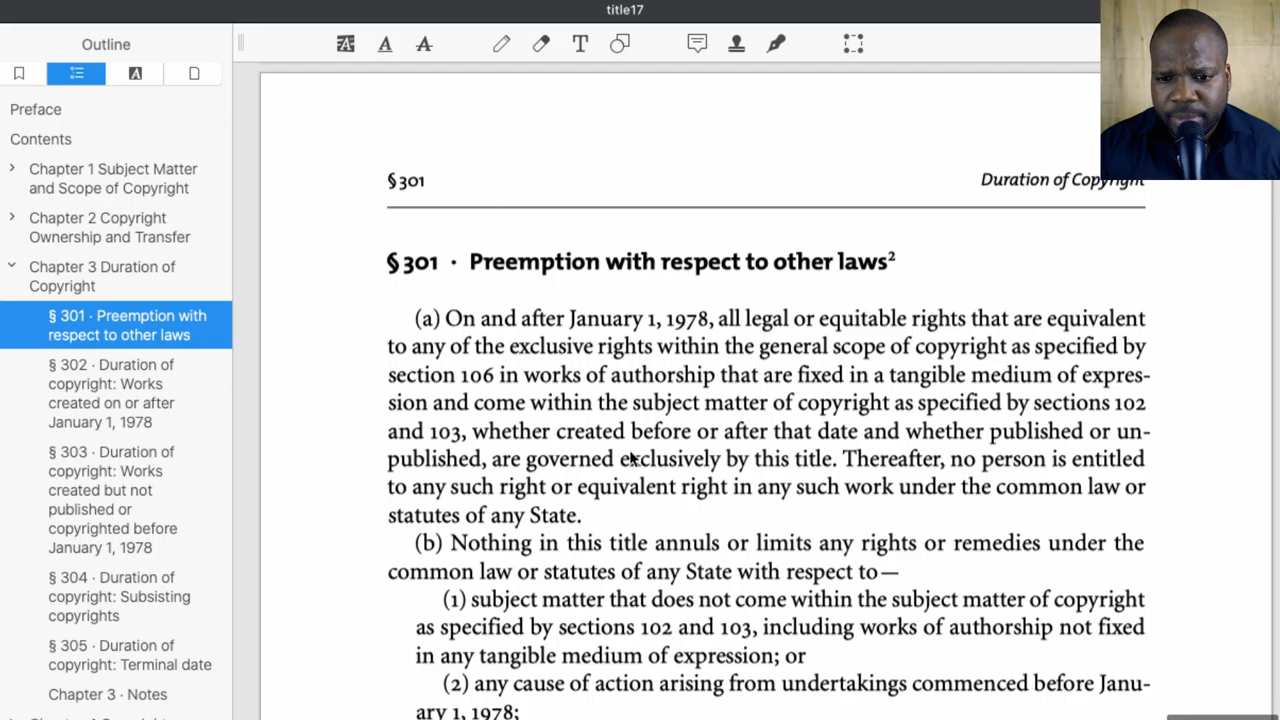 title17
Outline
Preface
Contents
Chapter 1 Subject Matter
and Scope of Copyright
Chapter 2 Copyright
Ownership and Transfer
Chapter 3 Duration of
Copyright
§ 301 · Preemption with
respect to other laws
§ 302 · Duration of
copyright: Works
created on or after
January 1, 1978
§ 303 · Duration of
copyright: Works
created but not
published or
copyrighted before
January 1, 1978
§ 304 · Duration of
copyright: Subsisting
copyrights
§ 305 · Duration of
copyright: Terminal date
Chapter 3 · Notes
§ 301
Duration of Copyright
§ 301 · Preemption with respect to other laws²
(a) On and after January 1, 1978, all legal or equitable rights that are equivalent
to any of the exclusive rights within the general scope of copyright as specified by
section 106 in works of authorship that are fixed in a tangible medium of expres-
sion and come within the subject matter of copyright as specified by sections 102
and 103, whether created before or after that date and whether published or un-
published, are governed exclusively by this title. Thereafter, no person is entitled
to any such right or equivalent right in any such work under the common law or
statutes of any State.
(b) Nothing in this title annuls or limits any rights or remedies under the
common law or statutes of any State with respect to—
(1) subject matter that does not come within the subject matter of copyright
as specified by sections 102 and 103, including works of authorship not fixed
in any tangible medium of expression; or
(2) any cause of action arising from undertakings commenced before Janu-
ary 1, 1978;